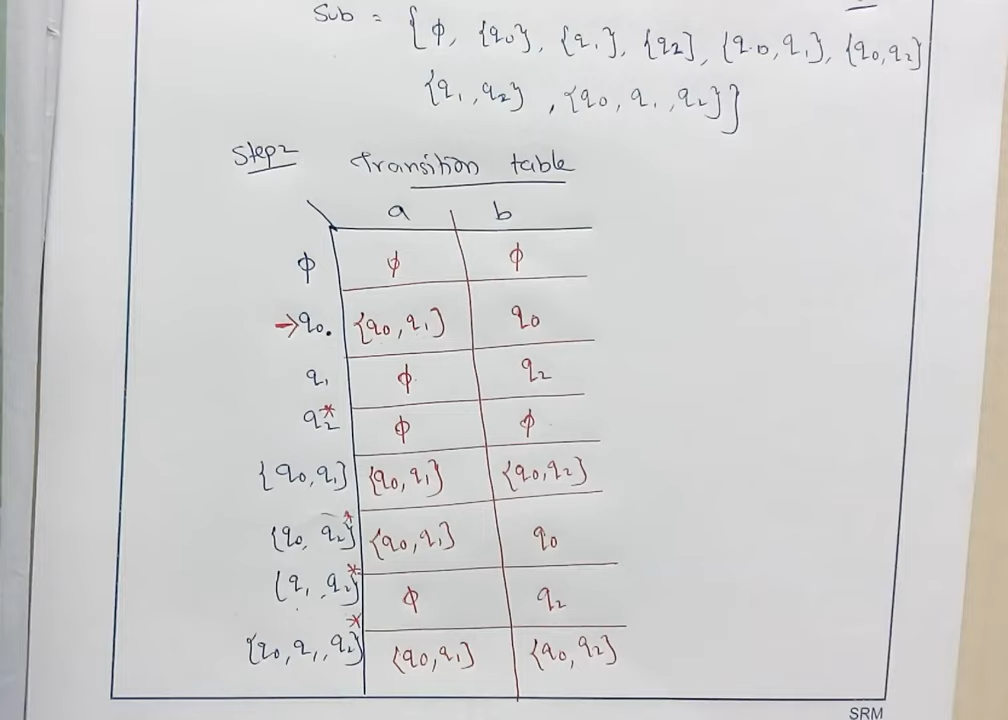 Sub = {ϕ, {q0}, {q1}, {q2}, {q0, q1}, {q0, q2}
{q1, q2}, {q0, q1, q2}}
Step2 Transition table
a b
ϕ ϕ ϕ
→q0. {q0, q1} q0
q1 ϕ q2
q2* ϕ ϕ
{q0, q1} {q0, q1} {q0, q2}
{q0, q2}* {q0, q1} q0
{q1, q2}* ϕ q2
{q0, q1, q2}* {q0, q1} {q0, q2}
SRM